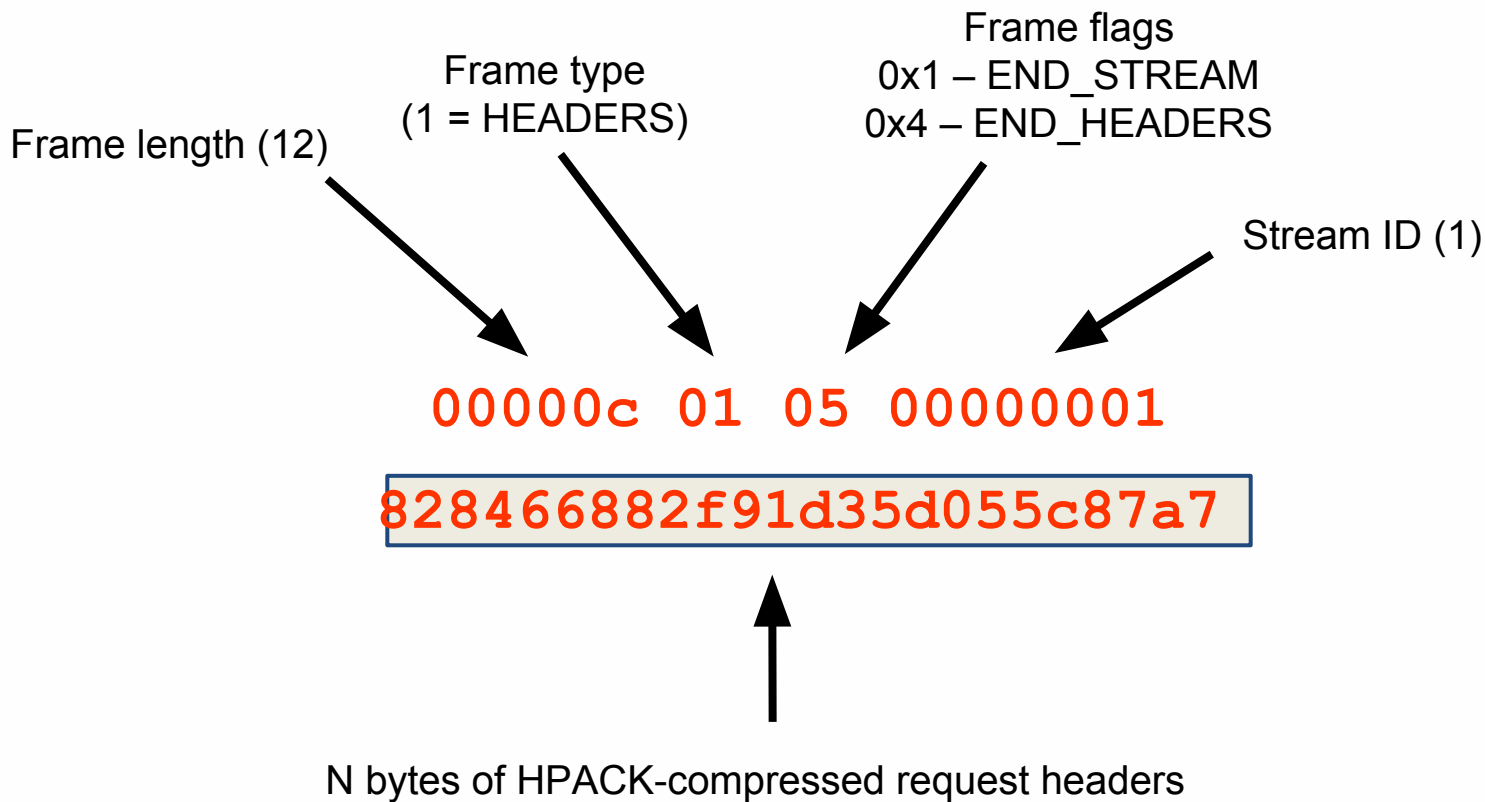 Frame flags
0x1 – END_STREAM
0x4 – END_HEADERS
Frame type
(1 = HEADERS)
Frame length (12)
Stream ID (1)
00000c 01 05 00000001
828466882f91d35d055c87a7
N bytes of HPACK-compressed request headers